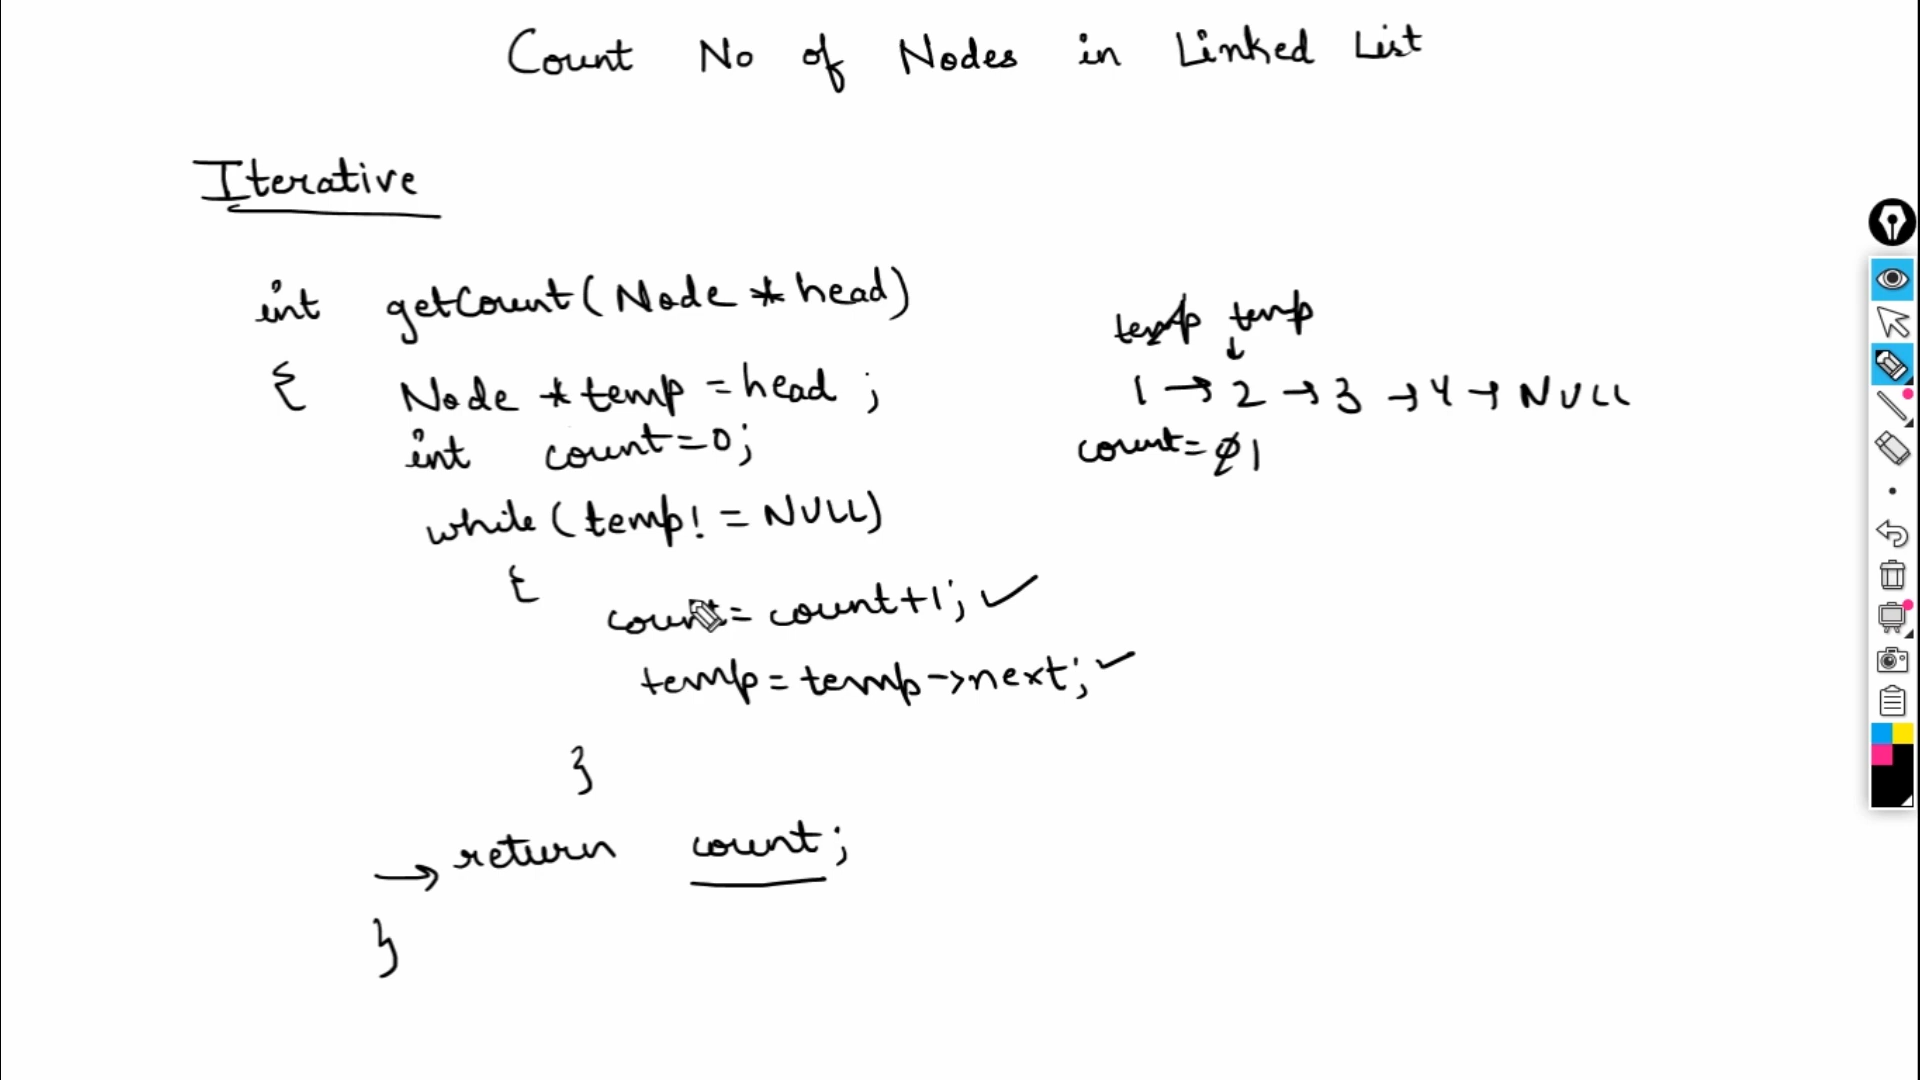 Count No of Nodes in Linked List
Iterative
int getCount(Node *head)
{ Node *temp = head ;
int count=0;
while(temp! = NULL)
{
count= count+1;
temp=temp->next;
}
→ return count;
}
temp temp
↓
1 → 2 → 3 → 4 → NULL
count= 0 1